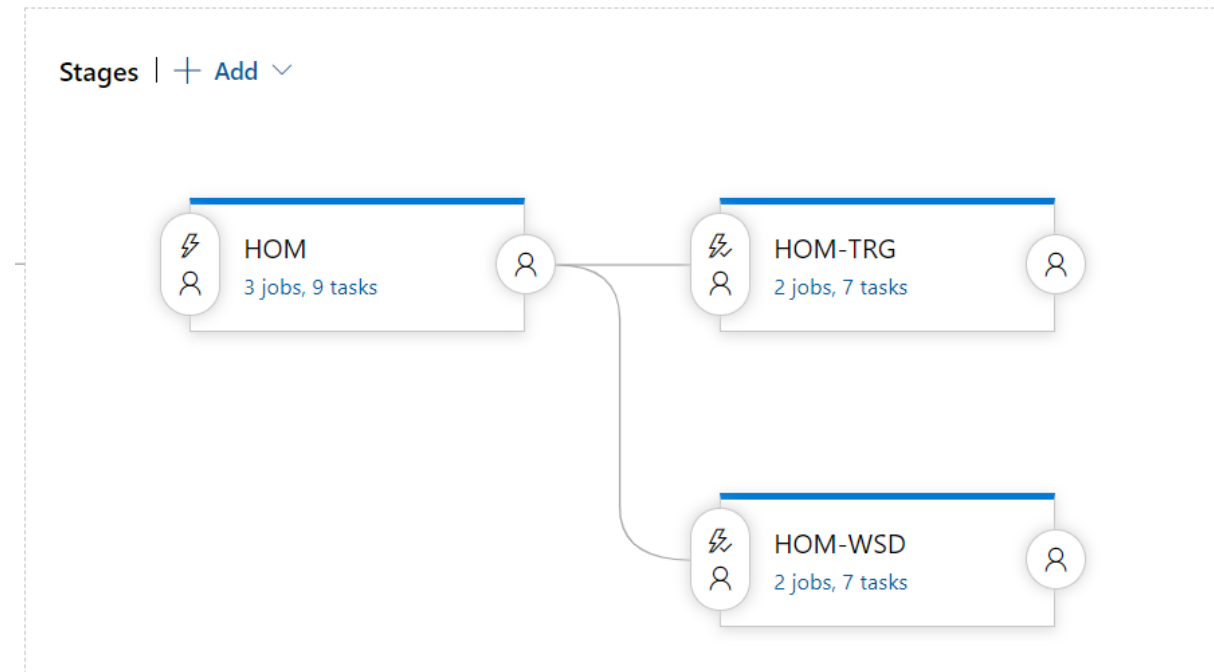 Stages | + Add
HOM
3 jobs, 9 tasks
HOM-TRG
2 jobs, 7 tasks
HOM-WSD
2 jobs, 7 tasks